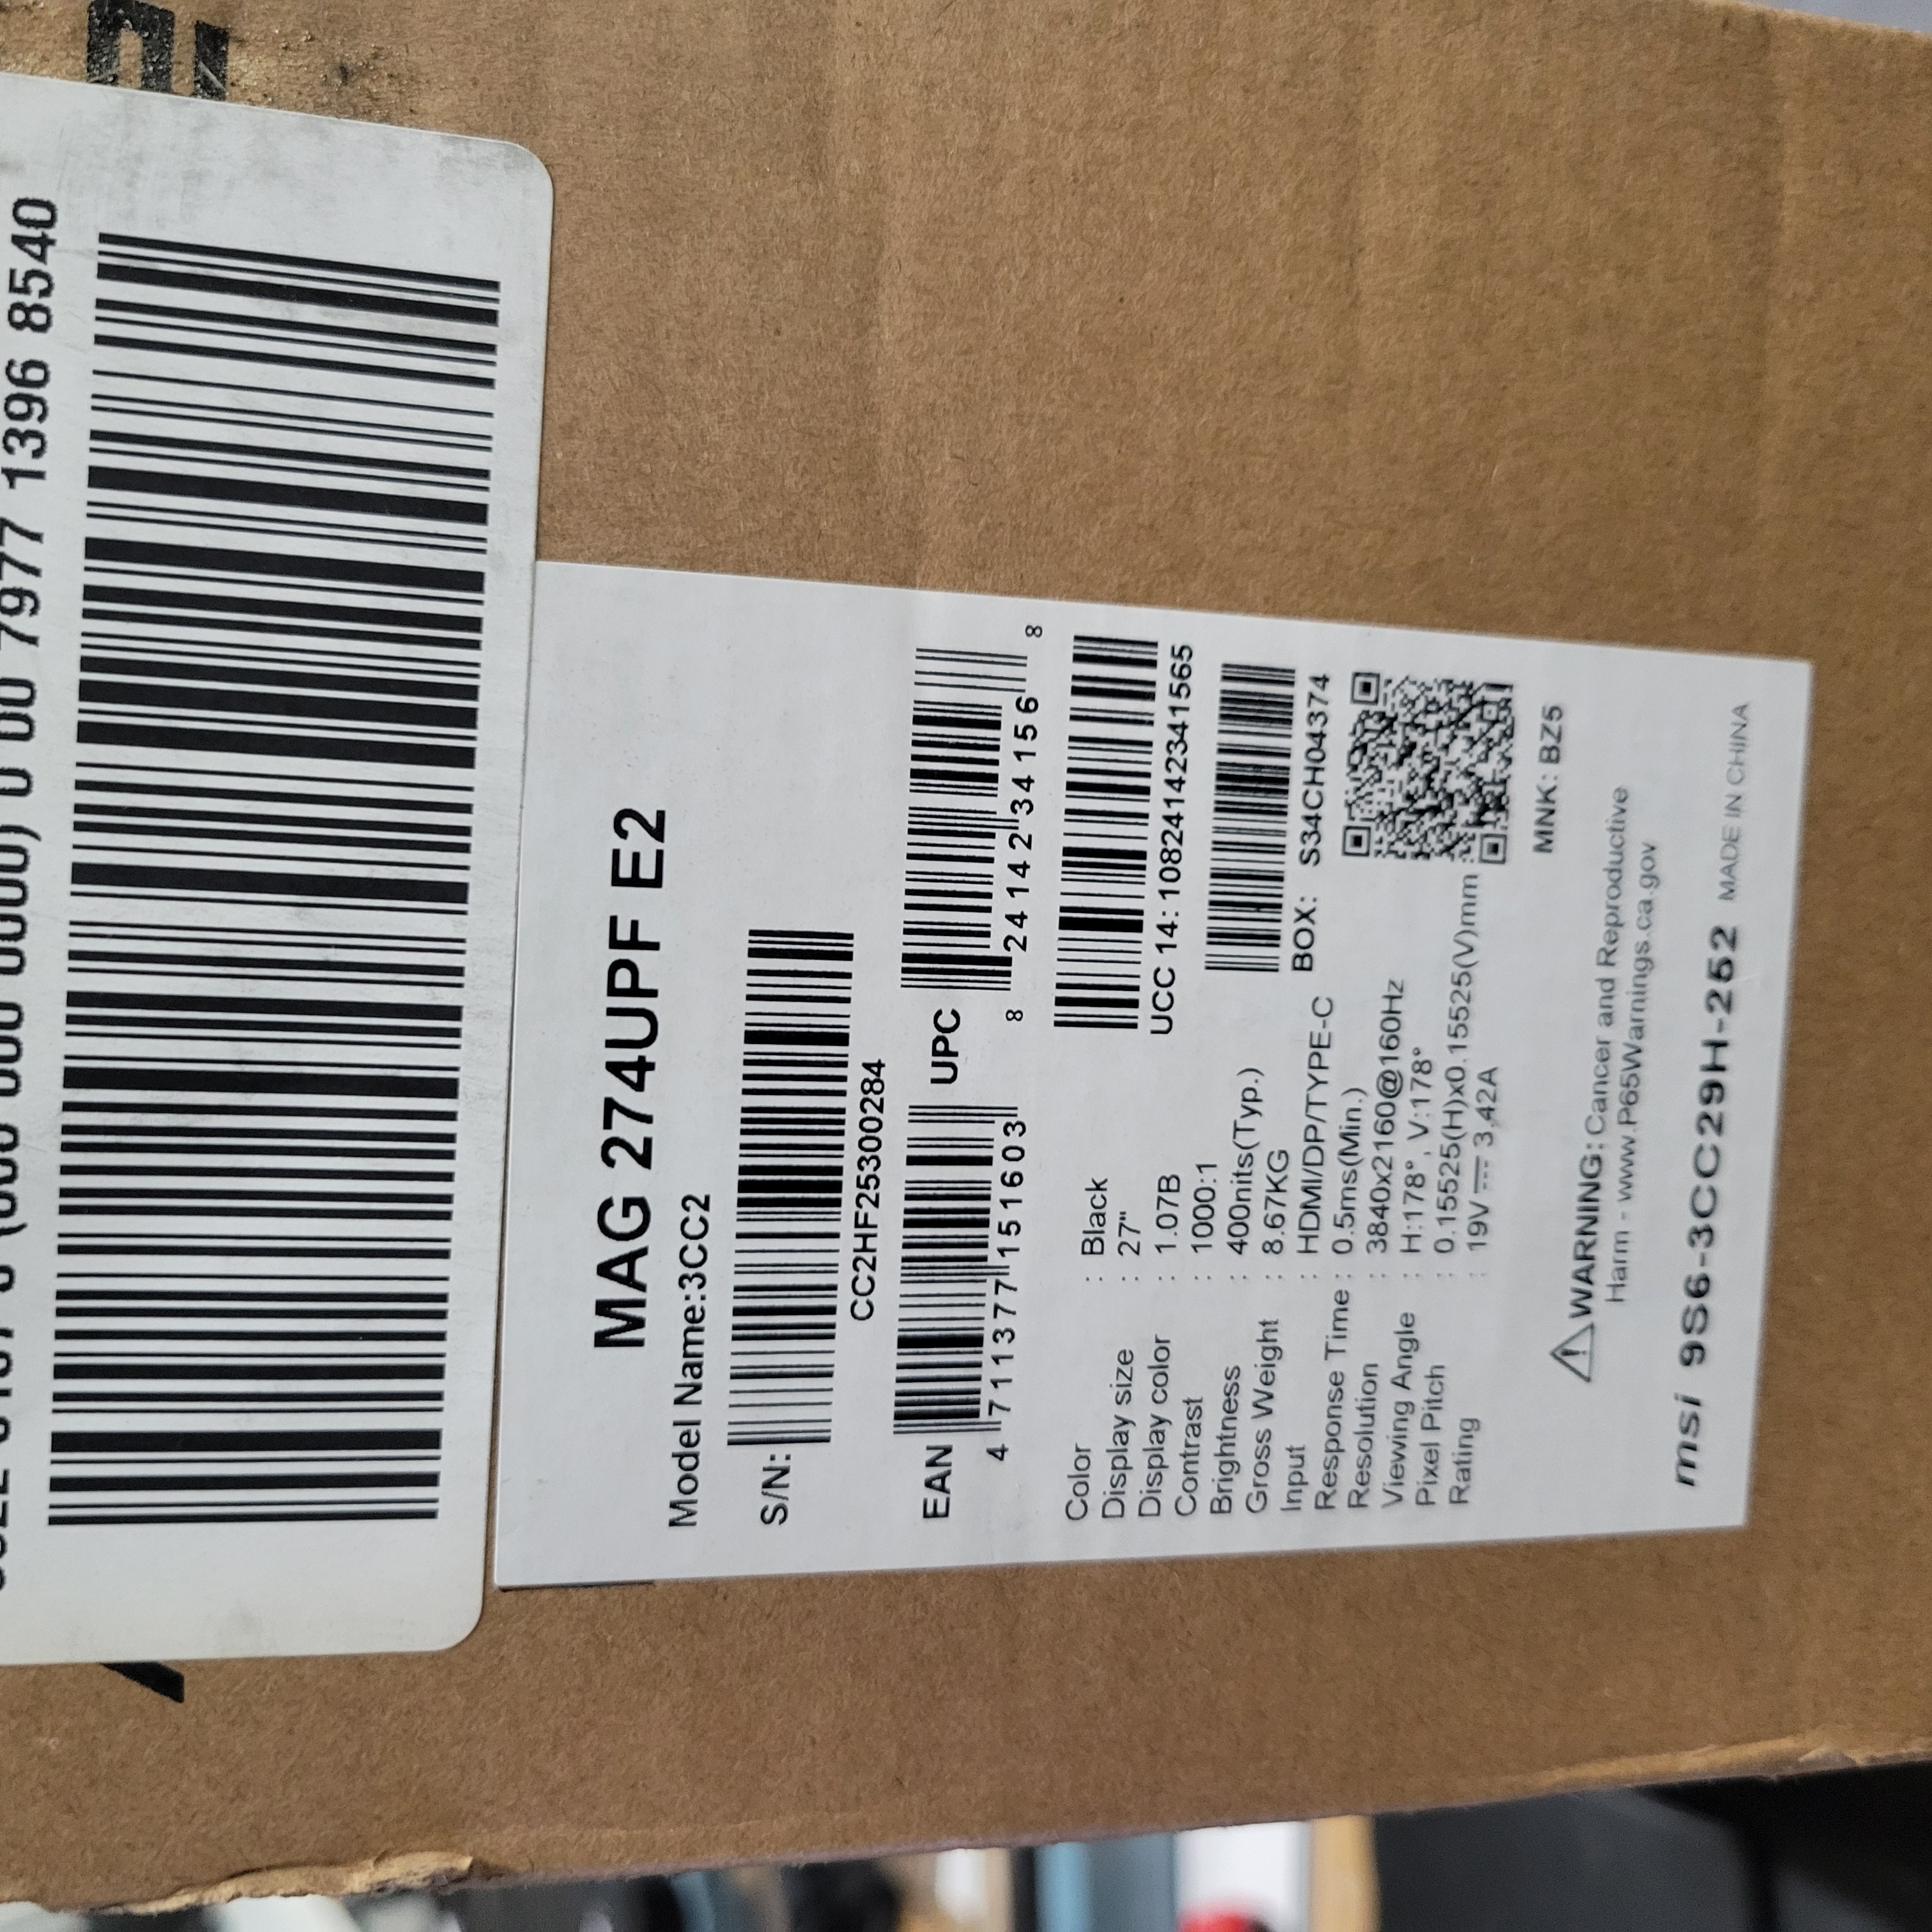 7977 1396 8540
MAG 274UPF E2
Model Name:3CC2
S/N:
CC2HF25300284
EAN
4 711377 151603
UPC
8 24142 34156 8
UCC 14: 10824142341565
BOX: S34CH04374
Color : Black
Display size : 27"
Display color : 1.07B
Contrast : 1000:1
Brightness : 400nits(Typ.)
Gross Weight : 8.67KG
Input : HDMI/DP/TYPE-C
Response Time : 0.5ms(Min.)
Resolution : 3840x2160@160Hz
Viewing Angle : H:178°, V:178°
Pixel Pitch : 0.15525(H)x0.15525(V)mm
Rating : 19V⎓3.42A
MNK: BZ5
⚠WARNING:Cancer and Reproductive
Harm - www.P65Warnings.ca.gov
msi 9S6-3CC29H-252 MADE IN CHINA